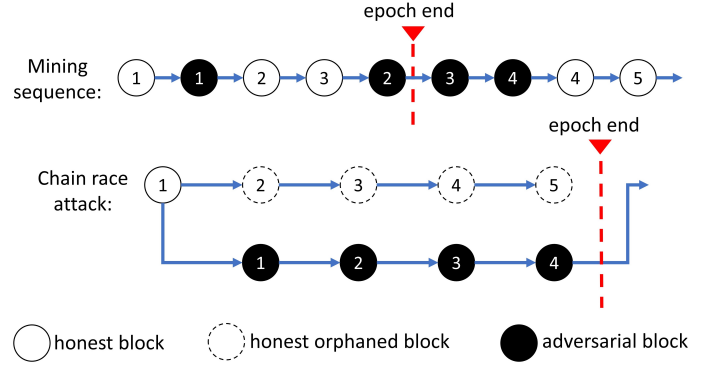 epoch end
Mining
sequence:
1 1 2 3 2 3 4 4 5
epoch end
Chain race
attack:
1 2 3 4 5
1 2 3 4
honest block
honest orphaned block
adversarial block